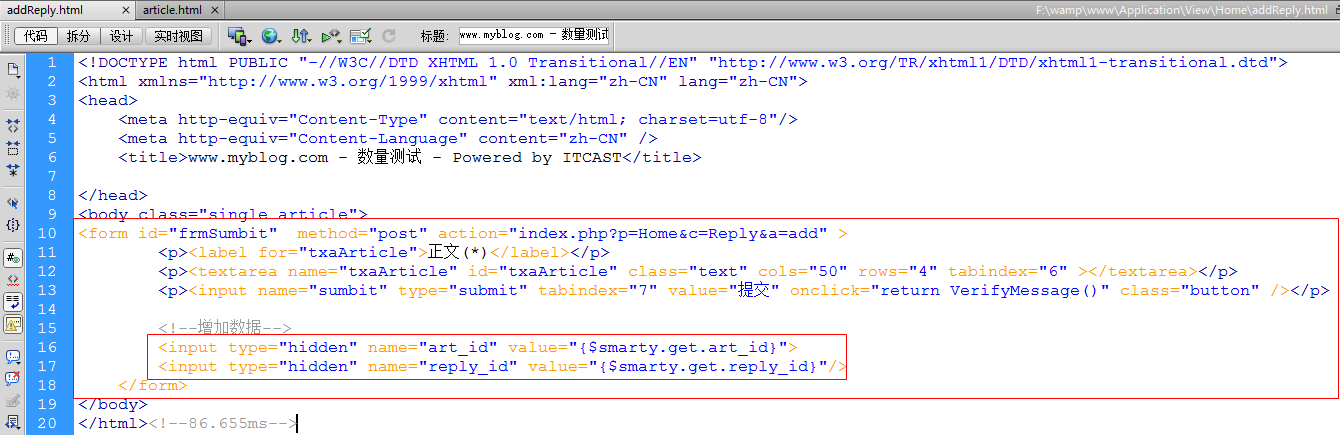 addReply.html × article.html × F:\wamp\www\Application\View\Home\addReply.html
代码 拆分 设计 实时视图 标题: www.myblog.com - 数量测试
1 <!DOCTYPE html PUBLIC "-//W3C//DTD XHTML 1.0 Transitional//EN" "http://www.w3.org/TR/xhtml1/DTD/xhtml1-transitional.dtd">
2 <html xmlns="http://www.w3.org/1999/xhtml" xml:lang="zh-CN" lang="zh-CN">
3 <head>
4 <meta http-equiv="Content-Type" content="text/html; charset=utf-8"/>
5 <meta http-equiv="Content-Language" content="zh-CN" />
6 <title>www.myblog.com - 数量测试 - Powered by ITCAST</title>
7
8 </head>
9 <body class="single article">
10 <form id="frmSumbit"  method="post" action="index.php?p=Home&c=Reply&a=add" >
11 <p><label for="txaArticle">正文(*)</label></p>
12 <p><textarea name="txaArticle" id="txaArticle" class="text" cols="50" rows="4" tabindex="6" ></textarea></p>
13 <p><input name="sumbit" type="submit" tabindex="7" value="提交" onclick="return VerifyMessage()" class="button" /></p>
14
15 <!--增加数据-->
16 <input type="hidden" name="art_id" value="{$smarty.get.art_id}">
17 <input type="hidden" name="reply_id" value="{$smarty.get.reply_id}"/>
18 </form>
19 </body>
20 </html><!--86.655ms-->